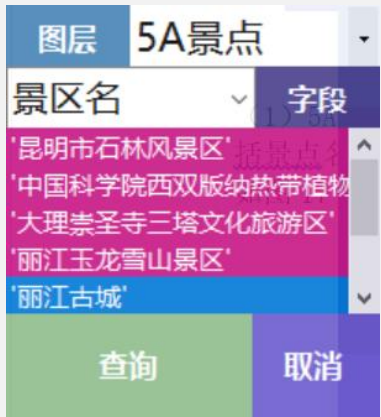 图层 5A景点
景区名 字段
'昆明市石林风景区'
'中国科学院西双版纳热带植物
'大理崇圣寺三塔文化旅游区'
'丽江玉龙雪山景区'
'丽江古城'
查询 取消